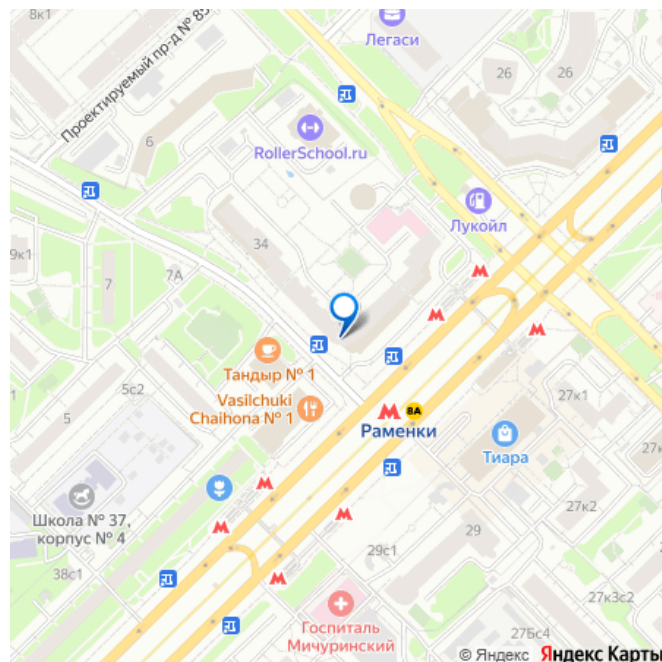 8к1
Проектируемый пр-д № 85
Легаси
26
26
6
RollerSchool.ru
Лукойл
34
9к1
7А
7
Тандыр № 1
5с2
Vasilchuki
Chaihona № 1
5
8А
Раменки
27к1
Тиара
27к
27к2
Школа № 37,
корпус № 4
29
29с1
38с1
27к3с2
Госпиталь
Мичуринский
27Бс4
© Яндекс Яндекс Карты